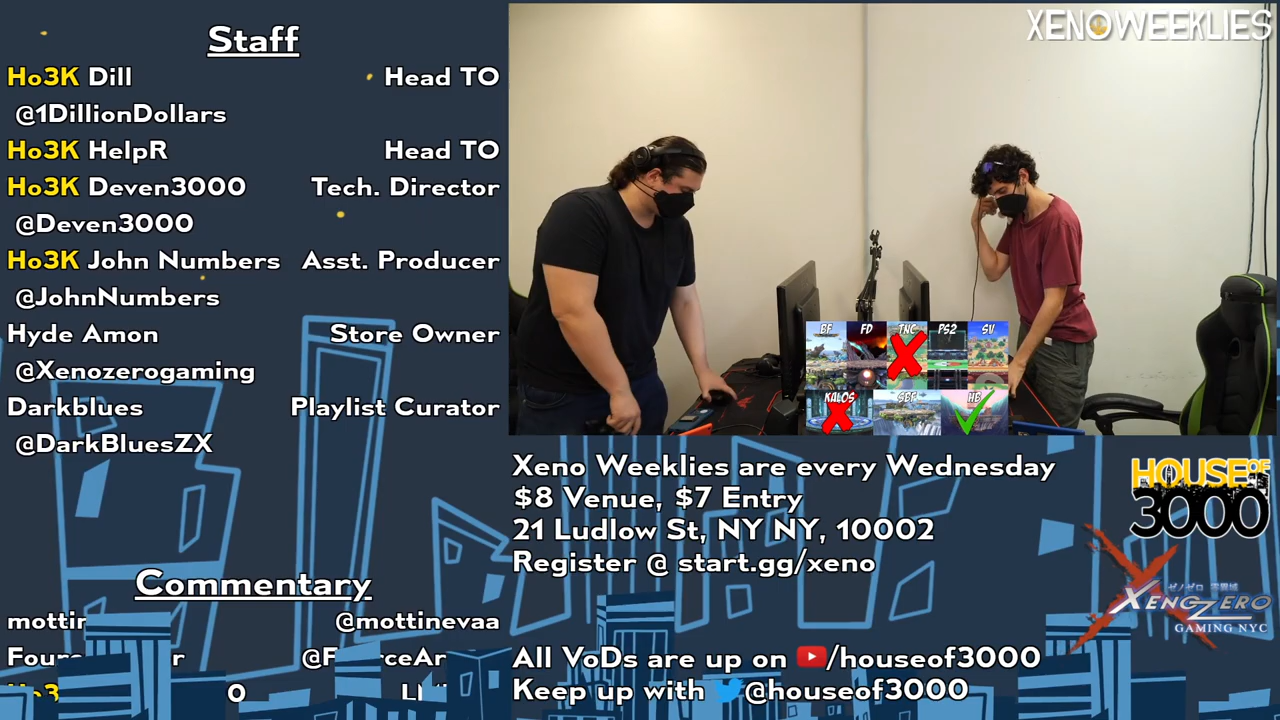 Staff
Ho3K Dill Head TO
@1DillionDollars
Ho3K HelpR Head TO
Ho3K Deven3000 Tech. Director
@Deven3000
Ho3K John Numbers Asst. Producer
@JohnNumbers
Hyde Amon Store Owner
@Xenozerogaming
Darkblues Playlist Curator
@DarkBluesZX
Commentary
@mottinevaa
XENOWEEKLIES
BF FD TNC PS2 SV
KALOS SBF HB
Xeno Weeklies are every Wednesday
$8 Venue, $7 Entry
21 Ludlow St, NY NY, 10002
Register @ start.gg/xeno
All VoDs are up on /houseof3000
Keep up with @houseof3000
HOUSE OF
3000
XENOZERO
GAMING NYC